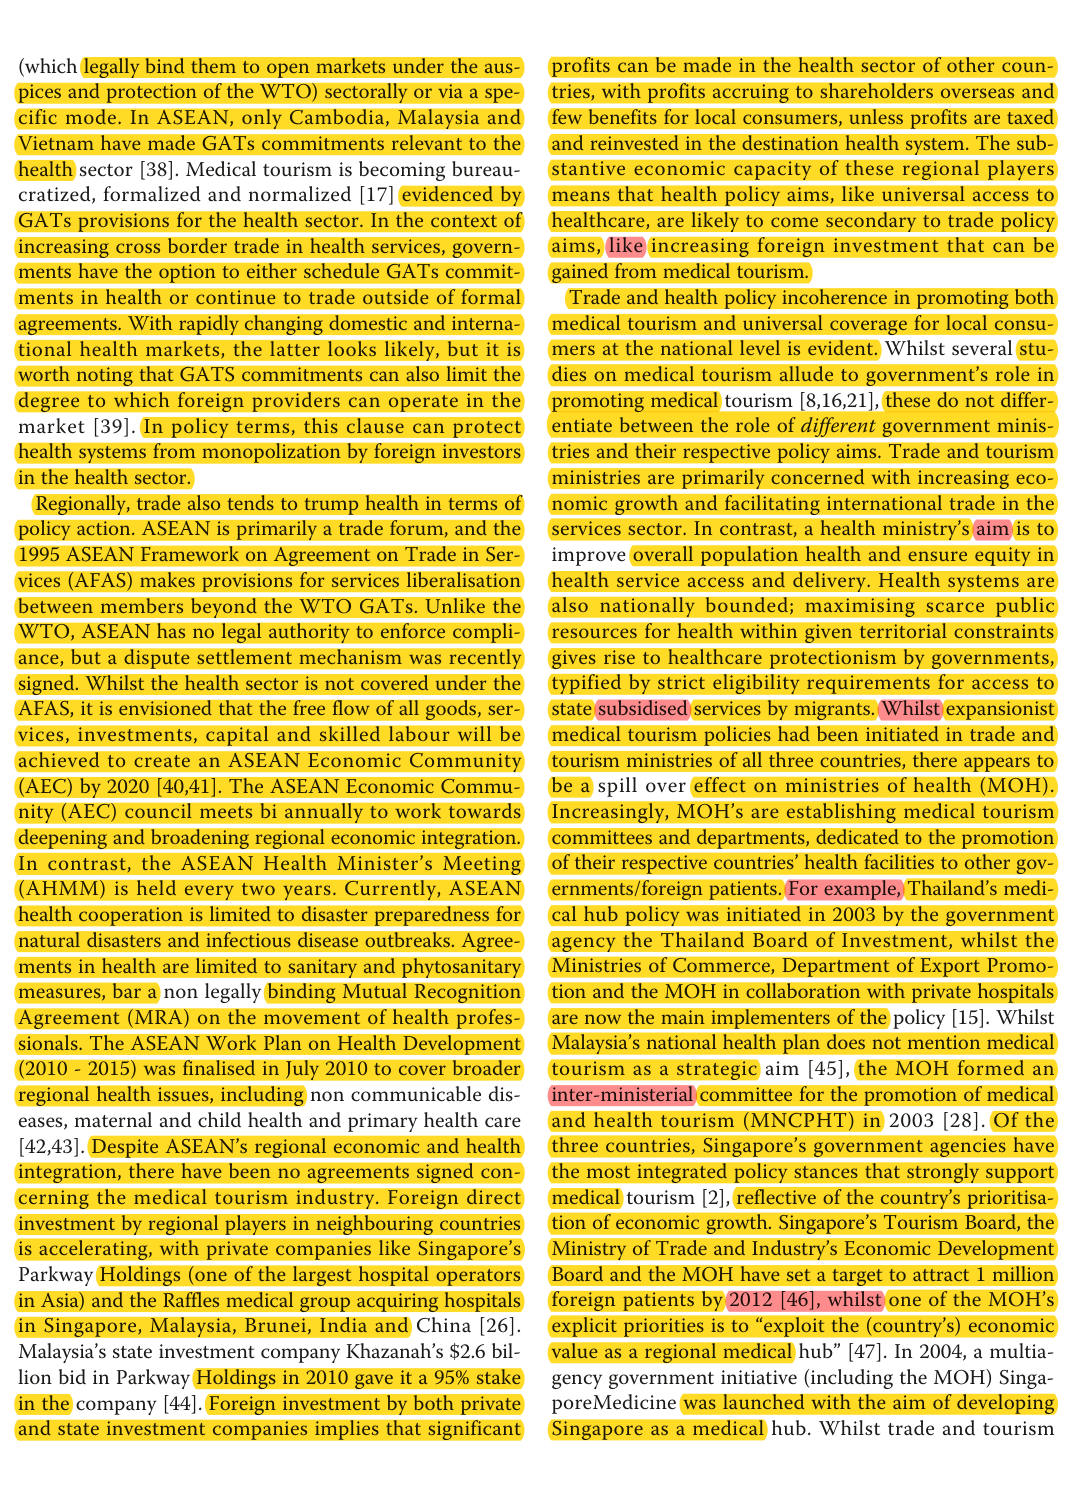 (which legally bind them to open markets under the aus-
pices and protection of the WTO) sectorally or via a spe-
cific mode. In ASEAN, only Cambodia, Malaysia and
Vietnam have made GATs commitments relevant to the
health sector [38]. Medical tourism is becoming bureau-
cratized, formalized and normalized [17] evidenced by
GATs provisions for the health sector. In the context of
increasing cross border trade in health services, govern-
ments have the option to either schedule GATs commit-
ments in health or continue to trade outside of formal
agreements. With rapidly changing domestic and interna-
tional health markets, the latter looks likely, but it is
worth noting that GATS commitments can also limit the
degree to which foreign providers can operate in the
market [39]. In policy terms, this clause can protect
health systems from monopolization by foreign investors
in the health sector.
Regionally, trade also tends to trump health in terms of
policy action. ASEAN is primarily a trade forum, and the
1995 ASEAN Framework on Agreement on Trade in Ser-
vices (AFAS) makes provisions for services liberalisation
between members beyond the WTO GATs. Unlike the
WTO, ASEAN has no legal authority to enforce compli-
ance, but a dispute settlement mechanism was recently
signed. Whilst the health sector is not covered under the
AFAS, it is envisioned that the free flow of all goods, ser-
vices, investments, capital and skilled labour will be
achieved to create an ASEAN Economic Community
(AEC) by 2020 [40,41]. The ASEAN Economic Commu-
nity (AEC) council meets bi annually to work towards
deepening and broadening regional economic integration.
In contrast, the ASEAN Health Minister's Meeting
(AHMM) is held every two years. Currently, ASEAN
health cooperation is limited to disaster preparedness for
natural disasters and infectious disease outbreaks. Agree-
ments in health are limited to sanitary and phytosanitary
measures, bar a non legally binding Mutual Recognition
Agreement (MRA) on the movement of health profes-
sionals. The ASEAN Work Plan on Health Development
(2010 - 2015) was finalised in July 2010 to cover broader
regional health issues, including non communicable dis-
eases, maternal and child health and primary health care
[42,43]. Despite ASEAN's regional economic and health
integration, there have been no agreements signed con-
cerning the medical tourism industry. Foreign direct
investment by regional players in neighbouring countries
is accelerating, with private companies like Singapore's
Parkway Holdings (one of the largest hospital operators
in Asia) and the Raffles medical group acquiring hospitals
in Singapore, Malaysia, Brunei, India and China [26].
Malaysia's state investment company Khazanah's $2.6 bil-
lion bid in Parkway Holdings in 2010 gave it a 95% stake
in the company [44]. Foreign investment by both private
and state investment companies implies that significant
profits can be made in the health sector of other coun-
tries, with profits accruing to shareholders overseas and
few benefits for local consumers, unless profits are taxed
and reinvested in the destination health system. The sub-
stantive economic capacity of these regional players
means that health policy aims, like universal access to
healthcare, are likely to come secondary to trade policy
aims, like increasing foreign investment that can be
gained from medical tourism.
Trade and health policy incoherence in promoting both
medical tourism and universal coverage for local consu-
mers at the national level is evident. Whilst several stu-
dies on medical tourism allude to government's role in
promoting medical tourism [8,16,21], these do not differ-
entiate between the role of different government minis-
tries and their respective policy aims. Trade and tourism
ministries are primarily concerned with increasing eco-
nomic growth and facilitating international trade in the
services sector. In contrast, a health ministry's aim is to
improve overall population health and ensure equity in
health service access and delivery. Health systems are
also nationally bounded; maximising scarce public
resources for health within given territorial constraints
gives rise to healthcare protectionism by governments,
typified by strict eligibility requirements for access to
state subsidised services by migrants. Whilst expansionist
medical tourism policies had been initiated in trade and
tourism ministries of all three countries, there appears to
be a spill over effect on ministries of health (MOH).
Increasingly, MOH's are establishing medical tourism
committees and departments, dedicated to the promotion
of their respective countries' health facilities to other gov-
ernments/foreign patients. For example, Thailand's medi-
cal hub policy was initiated in 2003 by the government
agency the Thailand Board of Investment, whilst the
Ministries of Commerce, Department of Export Promo-
tion and the MOH in collaboration with private hospitals
are now the main implementers of the policy [15]. Whilst
Malaysia's national health plan does not mention medical
tourism as a strategic aim [45], the MOH formed an
inter-ministerial committee for the promotion of medical
and health tourism (MNCPHT) in 2003 [28]. Of the
three countries, Singapore's government agencies have
the most integrated policy stances that strongly support
medical tourism [2], reflective of the country's prioritisa-
tion of economic growth. Singapore's Tourism Board, the
Ministry of Trade and Industry's Economic Development
Board and the MOH have set a target to attract 1 million
foreign patients by 2012 [46], whilst one of the MOH's
explicit priorities is to "exploit the (country's) economic
value as a regional medical hub" [47]. In 2004, a multia-
gency government initiative (including the MOH) Singa-
poreMedicine was launched with the aim of developing
Singapore as a medical hub. Whilst trade and tourism